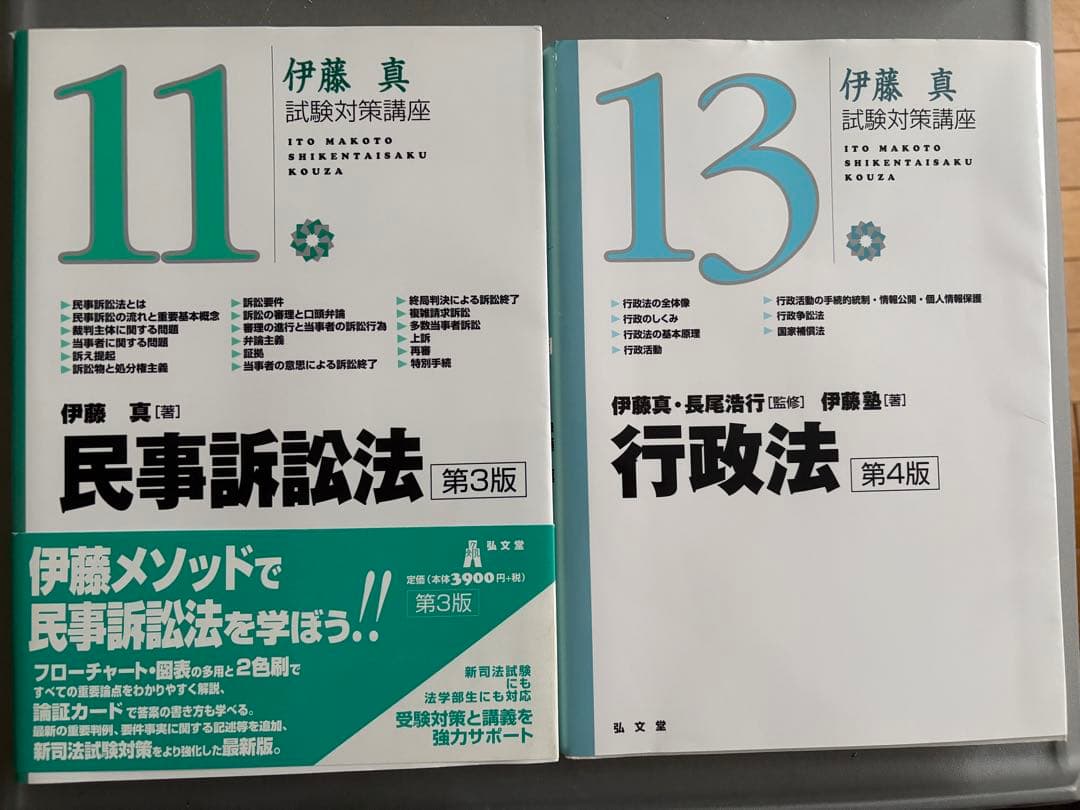 11
伊藤 真
試験対策講座
ITO MAKOTO
SHIKENTAISAKU
KOUZA
▶民事訴訟法とは
▶民事訴訟の流れと重要基本概念
▶裁判主体に関する問題
▶当事者に関する問題
▶訴え提起
▶訴訟物と処分権主義
▶訴訟要件
▶訴訟の審理と口頭弁論
▶審理の進行と当事者の訴訟行為
▶弁論主義
▶証拠
▶当事者の意思による訴訟終了
▶終局判決による訴訟終了
▶複雑請求訴訟
▶多数当事者訴訟
▶上訴
▶再審
▶特別手続
伊藤 真[著]
民事訴訟法 第3版
伊藤メソッドで
民事訴訟法を学ぼう!!
フローチャート・図表の多用と2色刷で
すべての重要論点をわかりやすく解説、
論証カードで答案の書き方も学べる。
最新の重要判例、要件事実に関する記述等を追加、
新司法試験対策をより強化した最新版。
弘文堂
定価(本体3900円+税)
第3版
新司法試験
にも
法学部生にも対応
受験対策と講義を
強力サポート
13
伊藤 真
試験対策講座
ITO MAKOTO
SHIKENTAISAKU
KOUZA
▶行政法の全体像
▶行政のしくみ
▶行政法の基本原理
▶行政活動
▶行政活動の手続的統制・情報公開・個人情報保護
▶行政争訟法
▶国家補償法
伊藤真・長尾浩行[監修] 伊藤塾[著]
行政法 第4版
弘文堂